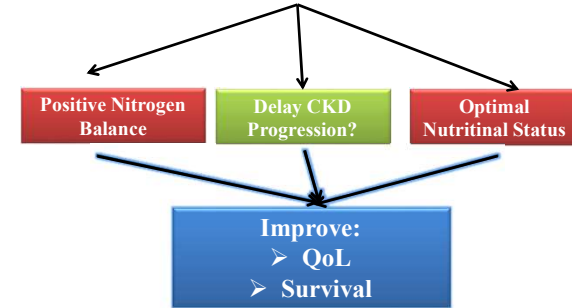 Positive Nitrogen
Balance
Delay CKD
Progression?
Optimal
Nutritinal Status
Improve:
➢ QoL
➢ Survival